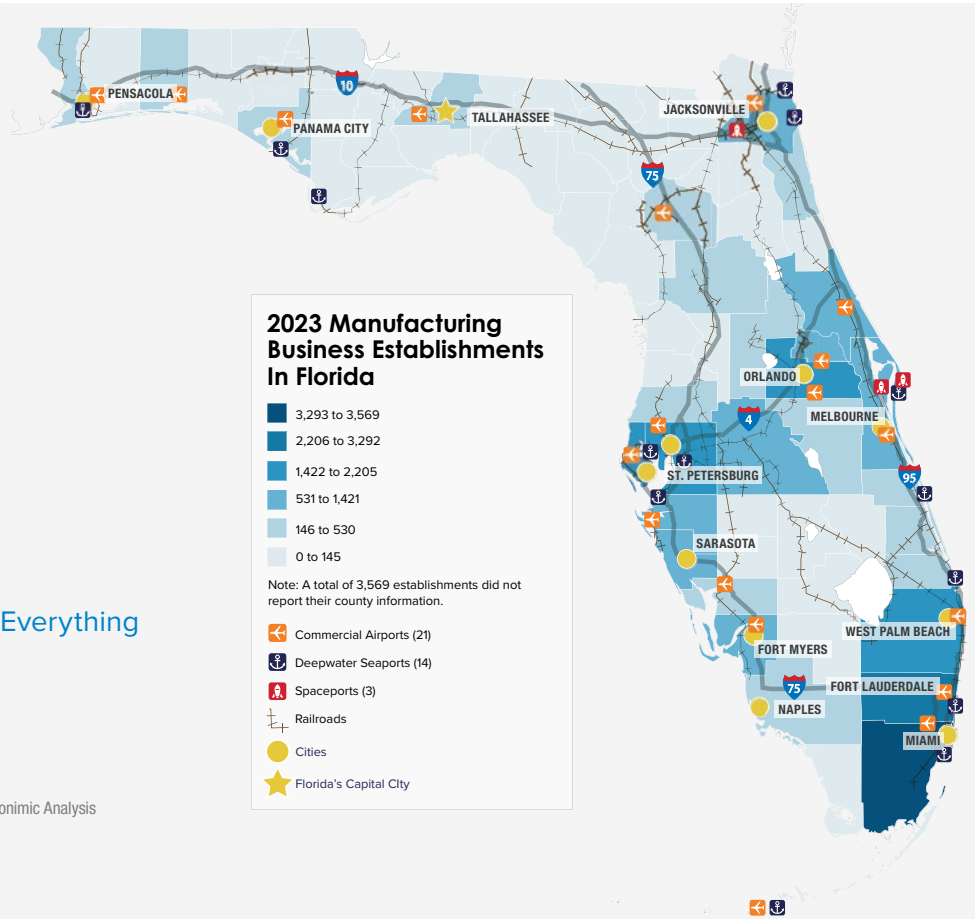 PENSACOLA
10
PANAMA CITY
TALLAHASSEE
JACKSONVILLE
75
2023 Manufacturing
Business Establishments
In Florida
3,293 to 3,569
2,206 to 3,292
1,422 to 2,205
531 to 1,421
146 to 530
0 to 145
Note: A total of 3,569 establishments did not
report their county information.
Commercial Airports (21)
Deepwater Seaports (14)
Spaceports (3)
Railroads
Cities
Florida's Capital CIty
ORLANDO
MELBOURNE
4
ST. PETERSBURG
95
SARASOTA
WEST PALM BEACH
FORT MYERS
75
FORT LAUDERDALE
NAPLES
MIAMI
Everything
onimic Analysis